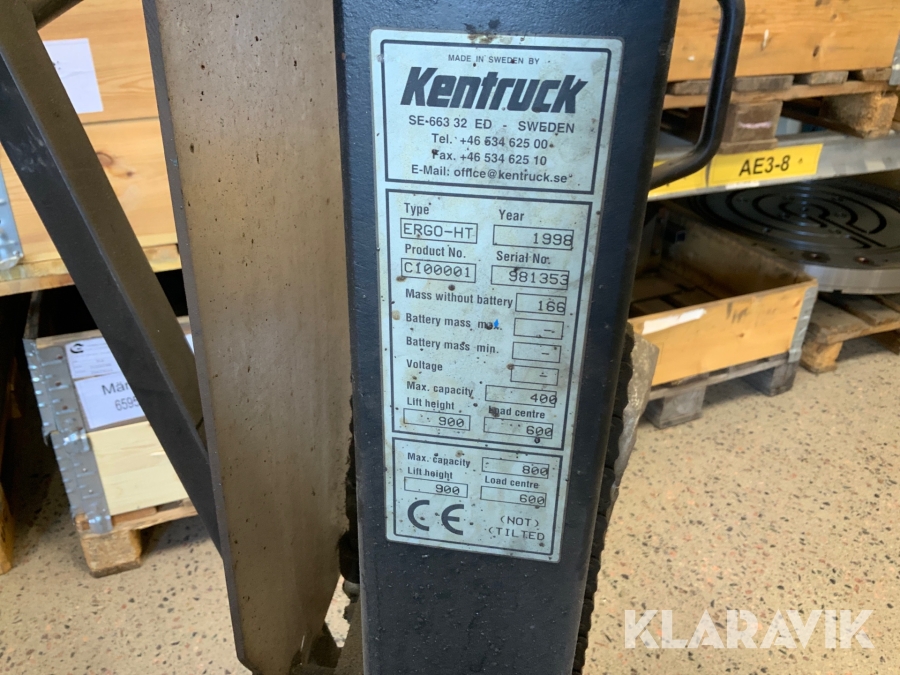 MADE IN SWEDEN BY
Kentruck
SE-663 32 ED - SWEDEN
Tel. +46 534 625 00
Fax. +46 534 625 10
E-Mail: office@kentruck.se
Type Year
ERGO-HT 1998
Product No. Serial No.
C100001 981353
Mass without battery 166
Battery mass max. -
Battery mass min. -
Voltage -
Max. capacity 400
Lift height Load centre
900 600
Max. capacity 800
Lift height Load centre
900 600
CE (NOT)
(TILTED
AE3-8
KLARAVIK